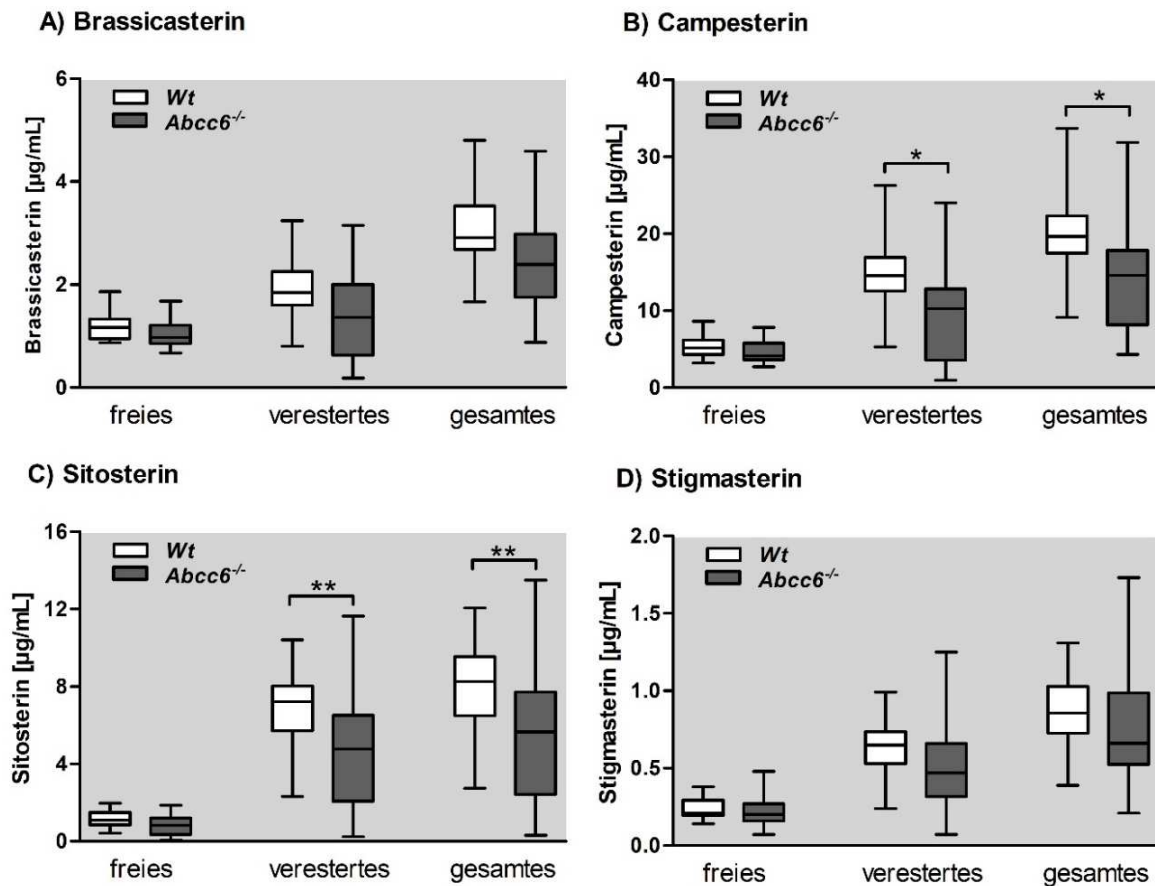 A) Brassicasterin
Brassicasterin [µg/mL]
6
4
2
0
Wt
Abcc6-/-
freies verestertes gesamtes
B) Campesterin
Campesterin [µg/mL]
40
30
20
10
0
Wt
Abcc6-/-
*
*
freies verestertes gesamtes
C) Sitosterin
Sitosterin [µg/mL]
16
12
8
4
0
Wt
Abcc6-/-
**
**
freies verestertes gesamtes
D) Stigmasterin
Stigmasterin [µg/mL]
2.0
1.5
1.0
0.5
0.0
Wt
Abcc6-/-
freies verestertes gesamtes